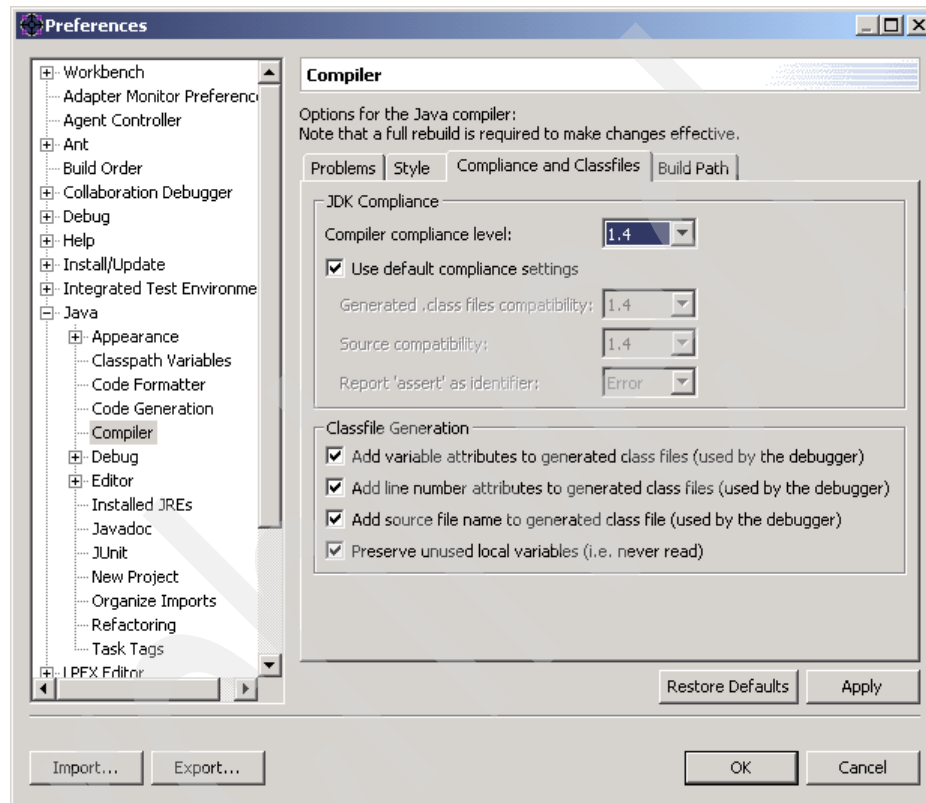 Preferences
Workbench
Adapter Monitor Preferenc
Agent Controller
Ant
Build Order
Collaboration Debugger
Debug
Help
Install/Update
Integrated Test Environme
Java
Appearance
Classpath Variables
Code Formatter
Code Generation
Compiler
Debug
Editor
Installed JREs
Javadoc
JUnit
New Project
Organize Imports
Refactoring
Task Tags
LPEX Editor
Compiler
Options for the Java compiler:
Note that a full rebuild is required to make changes effective.
Problems Style Compliance and Classfiles Build Path
JDK Compliance
Compiler compliance level: 1.4
Use default compliance settings
Generated .class files compatibility: 1.4
Source compatibility: 1.4
Report 'assert' as identifier: Error
Classfile Generation
Add variable attributes to generated class files (used by the debugger)
Add line number attributes to generated class files (used by the debugger)
Add source file name to generated class file (used by the debugger)
Preserve unused local variables (i.e. never read)
Restore Defaults Apply
Import... Export... OK Cancel